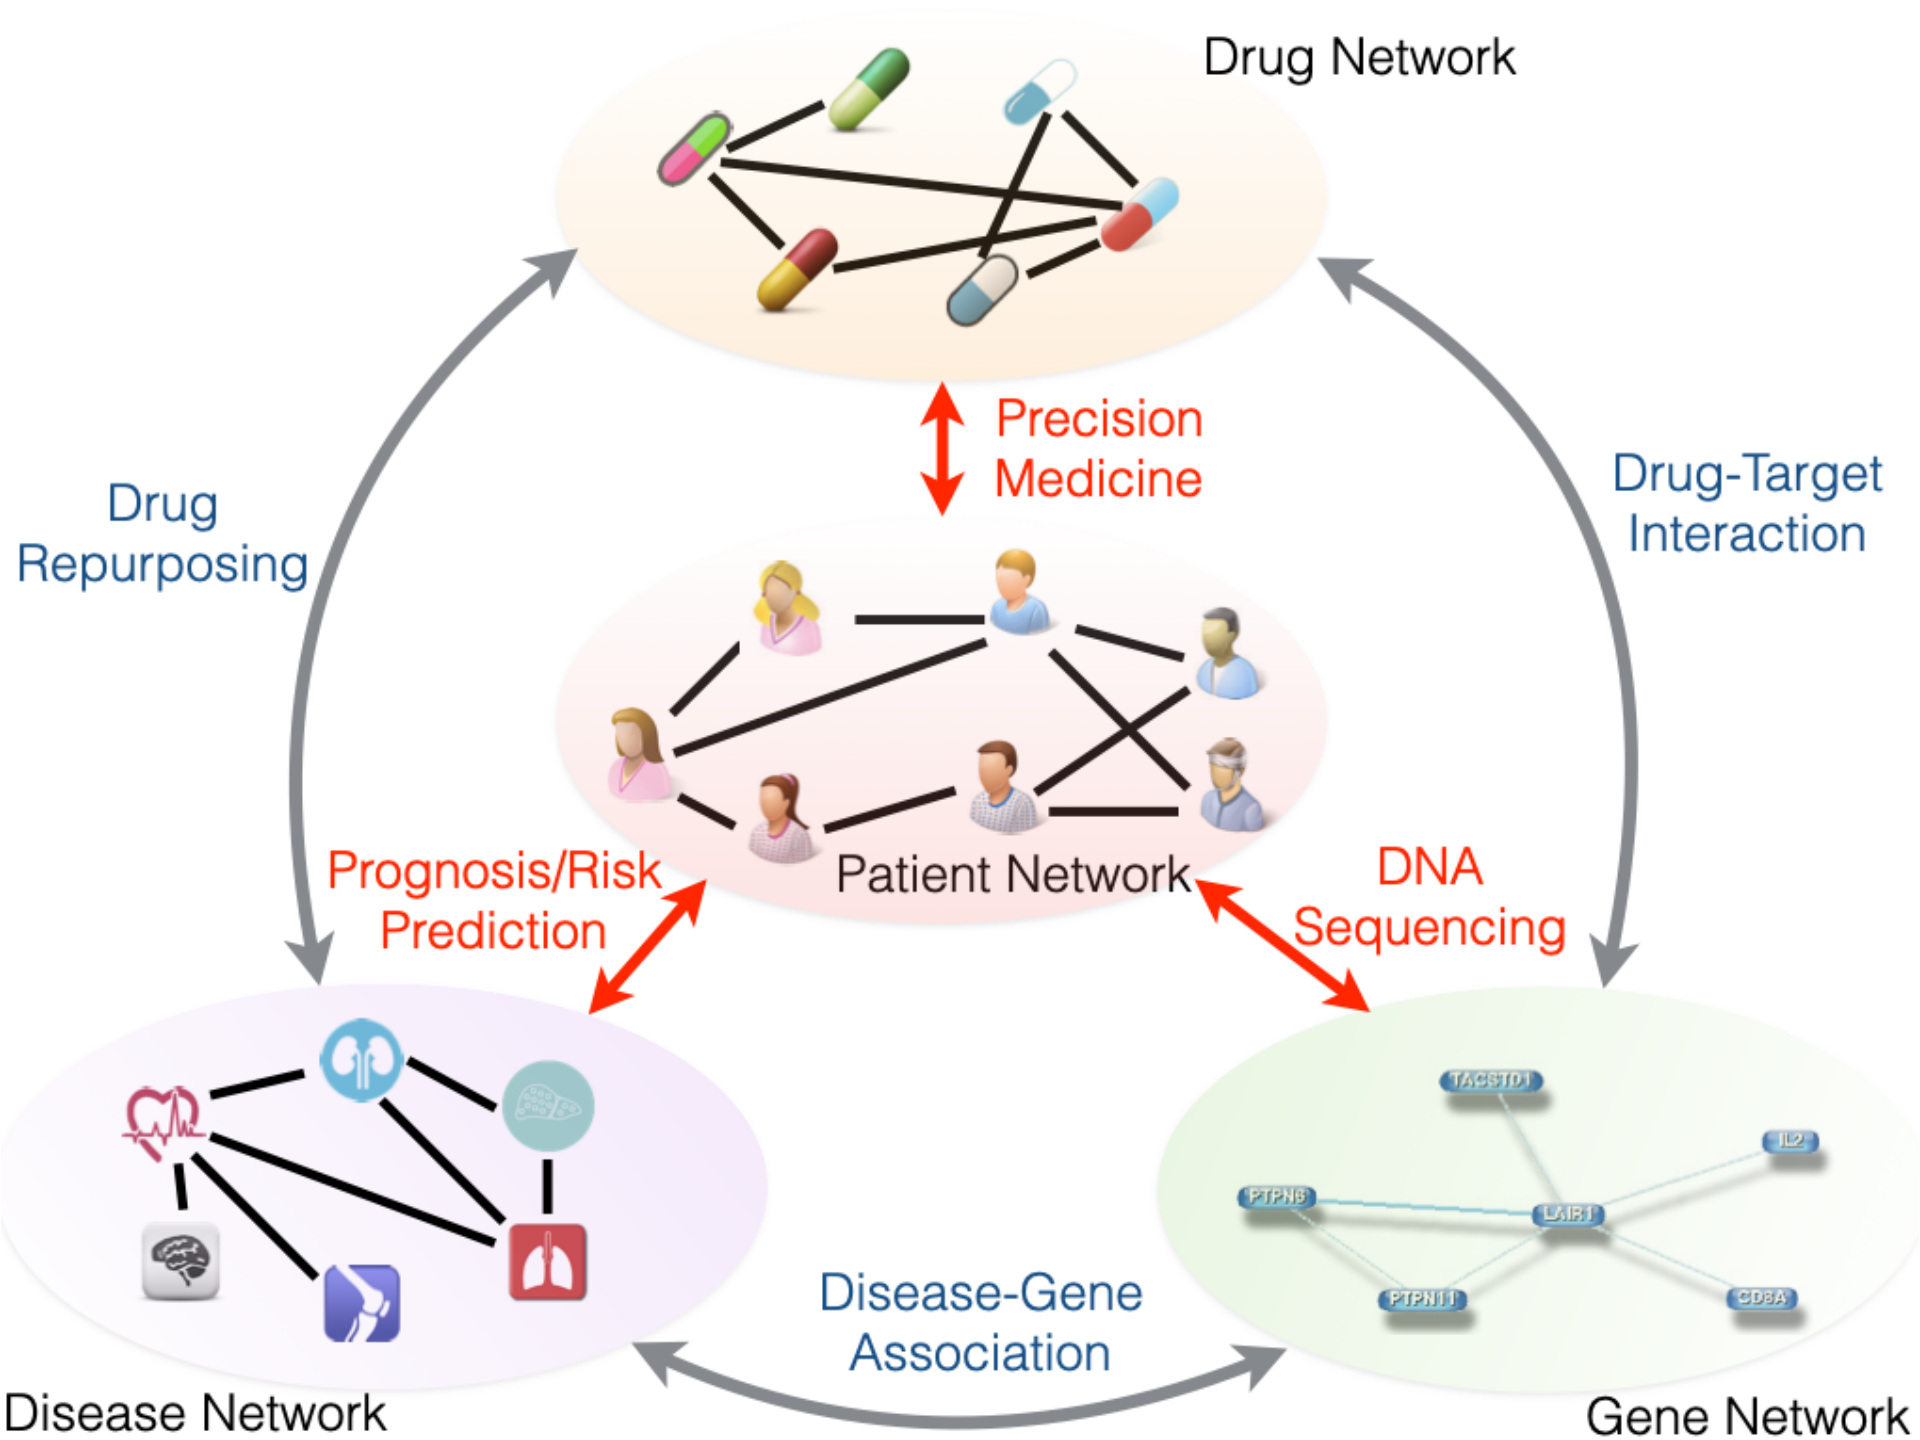 Drug Network
Precision
Medicine
Drug
Repurposing
Drug-Target
Interaction
Patient Network
Prognosis/Risk
Prediction
DNA
Sequencing
TACSTD1
IL2
PTPN6
LAIR1
PTPN11
CD8A
Disease-Gene
Association
Disease Network
Gene Network